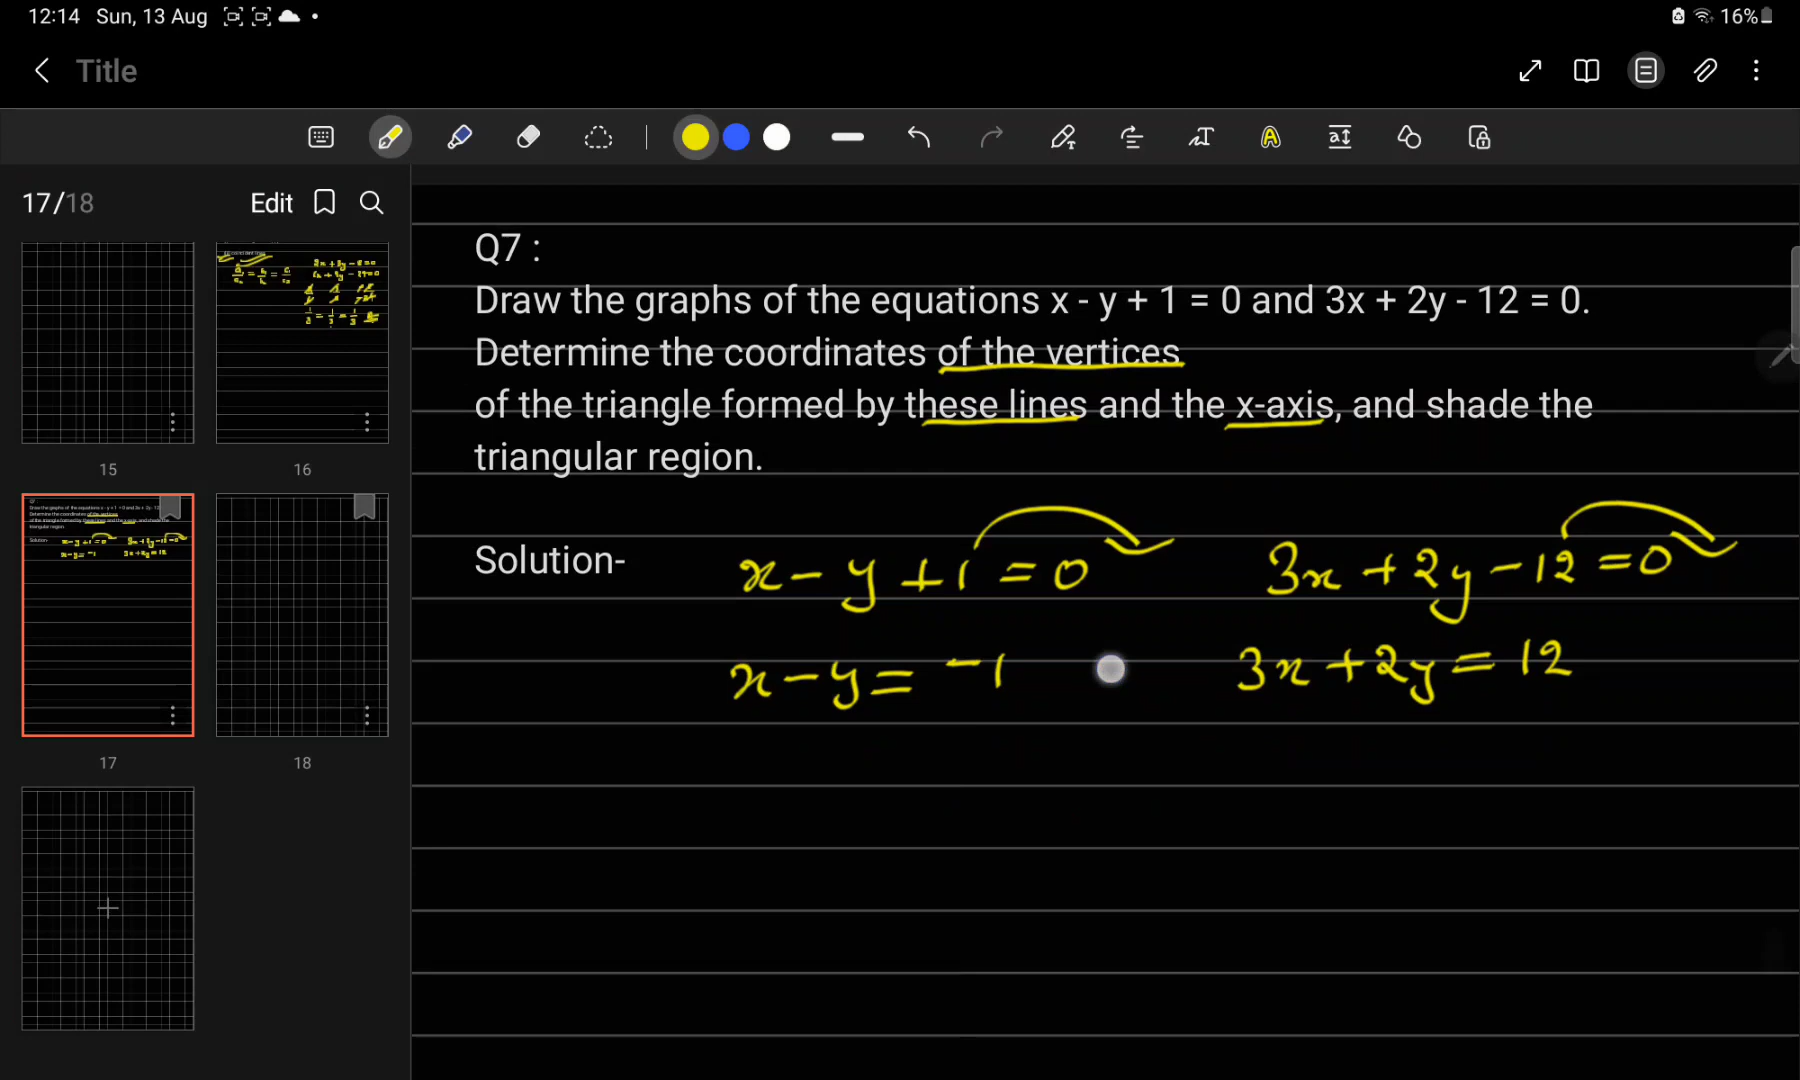 12:14 Sun, 13 Aug
16%
Title
17/18
Edit
15
16
17
18
Q7 :
Draw the graphs of the equations x - y + 1 = 0 and 3x + 2y - 12 = 0.
Determine the coordinates of the vertices
of the triangle formed by these lines and the x-axis, and shade the
triangular region.
Solution-
x - y + 1 = 0
3x + 2y - 12 = 0
x - y = -1
3x + 2y = 12